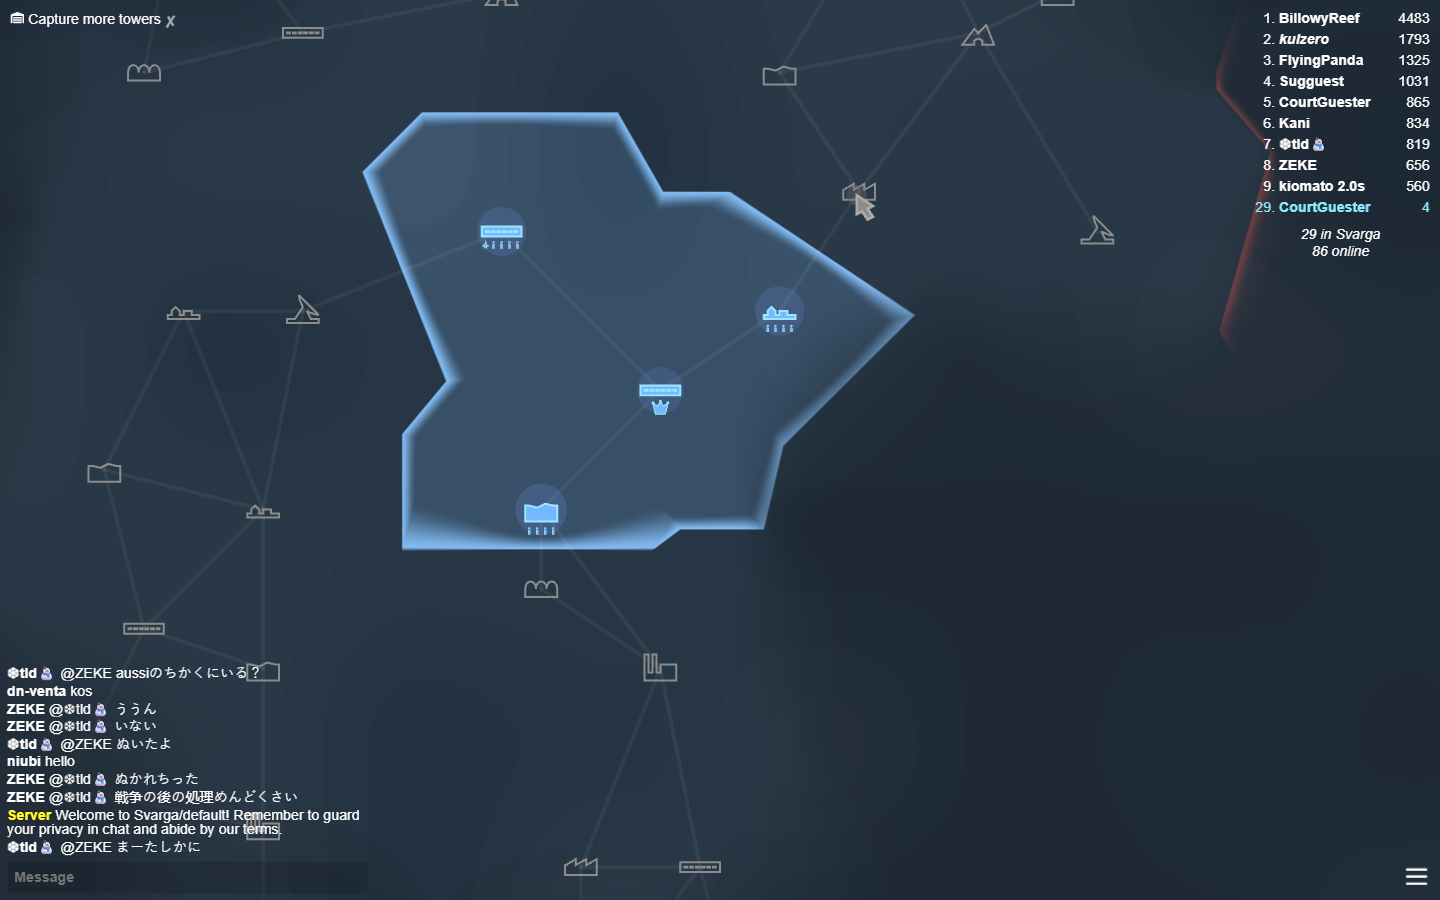 Capture more towers
1. BillowyReef 4483
2. kulzero 1793
3. FlyingPanda 1325
4. Sugguest 1031
5. CourtGuester 865
6. Kani 834
7. ❄tld⛄ 819
8. ZEKE 656
9. kiomato 2.0s 560
29. CourtGuester 4
29 in Svarga
86 online
❄tld⛄ @ZEKE aussiのちかくにいる？
dn-venta kos
ZEKE @❄tld⛄ ううん
ZEKE @❄tld⛄ いない
❄tld⛄ @ZEKE ぬいたよ
niubi hello
ZEKE @❄tld⛄ ぬかれちった
ZEKE @❄tld⛄ 戦争の後の処理めんどくさい
Server Welcome to Svarga/default! Remember to guard
your privacy in chat and abide by our terms.
❄tld⛄ @ZEKE まーたしかに
Message